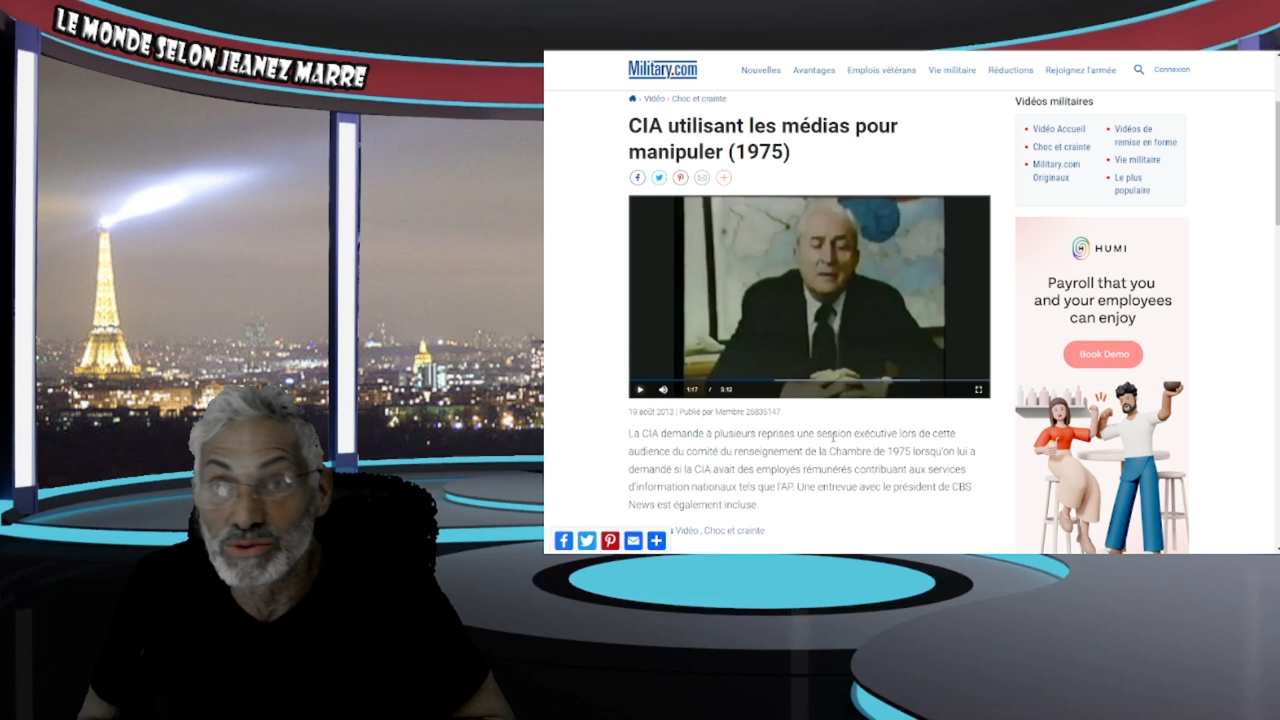 LE MONDE SELON JEANEZ MARRE
Military.com
Nouvelles Avantages Emplois vétérans Vie militaire Réductions Rejoignez l'armée Connexion
Vidéo › Choc et crainte
CIA utilisant les médias pour
manipuler (1975)
1:17 / 3:12
19 août 2013 | Publié par Membre 26835147
La CIA demande à plusieurs reprises une session exécutive lors de cette
audience du comité du renseignement de la Chambre de 1975 lorsqu'on lui a
demandé si la CIA avait des employés rémunérés contribuant aux services
d'information nationaux tels que l'AP. Une entrevue avec le président de CBS
News est également incluse.
Vidéo , Choc et crainte
Vidéos militaires
Vidéo Accueil
Choc et crainte
Military.com
Originaux
Vidéos de
remise en forme
Vie militaire
Le plus
populaire
HUMI
Payroll that you
and your employees
can enjoy
Book Demo